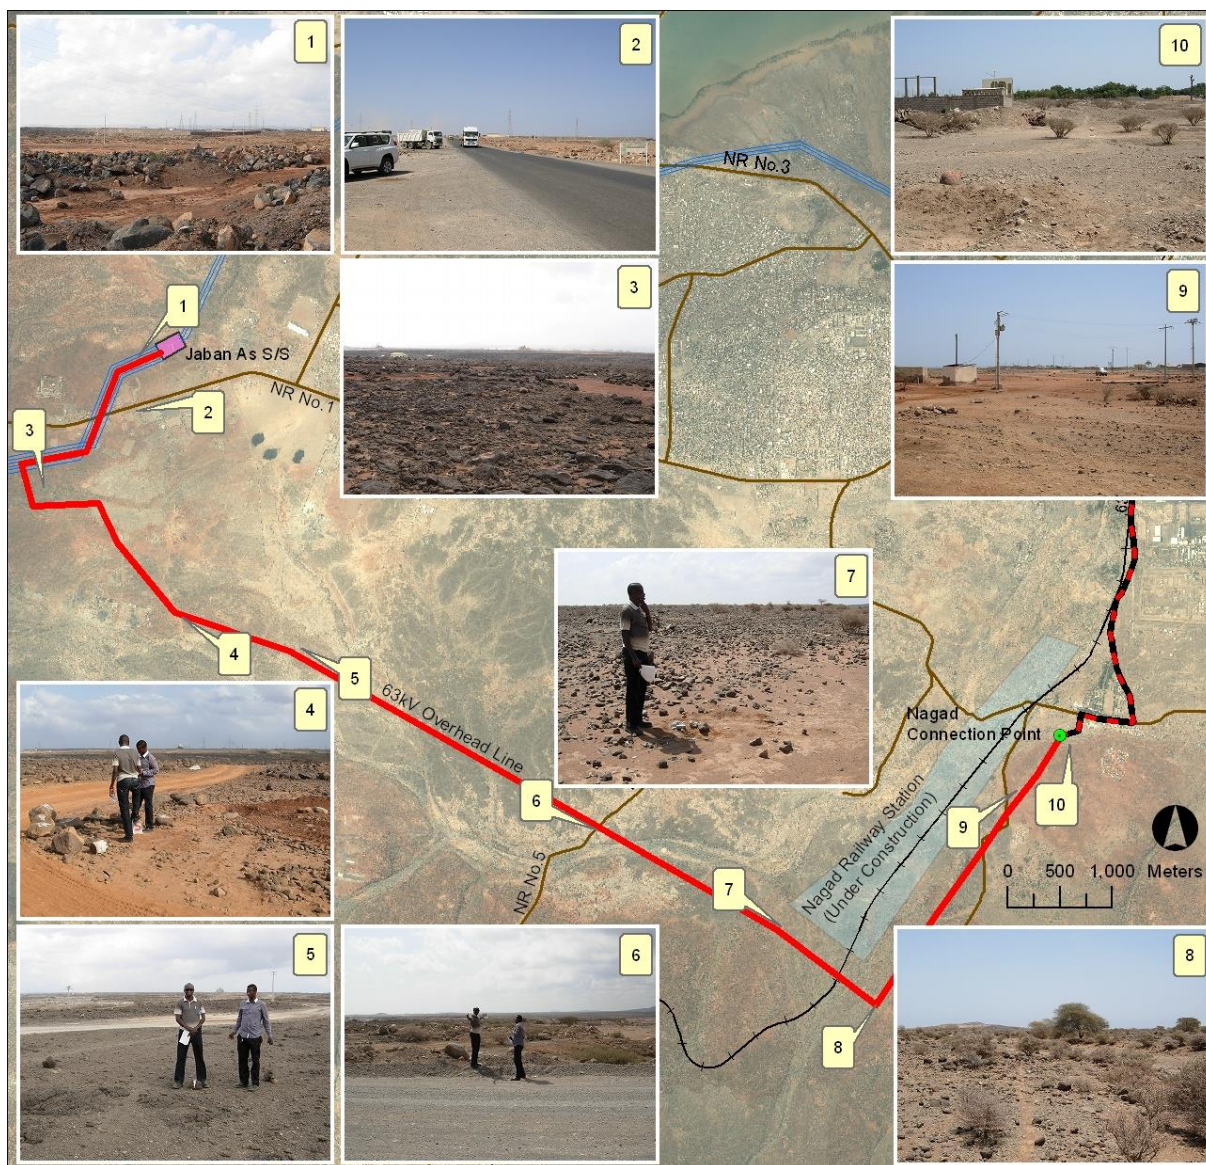 1
2
10
NR No.3
3
9
1
Jaban As S/S
NR No.1
2
3
7
4
5
63kV Overhead Line
4
Nagad
Connection Point
6
10
9
0 500 1,000 Meters
Nagad Railway Station
(Under Construction)
7
NR No.5
5
6
8
8